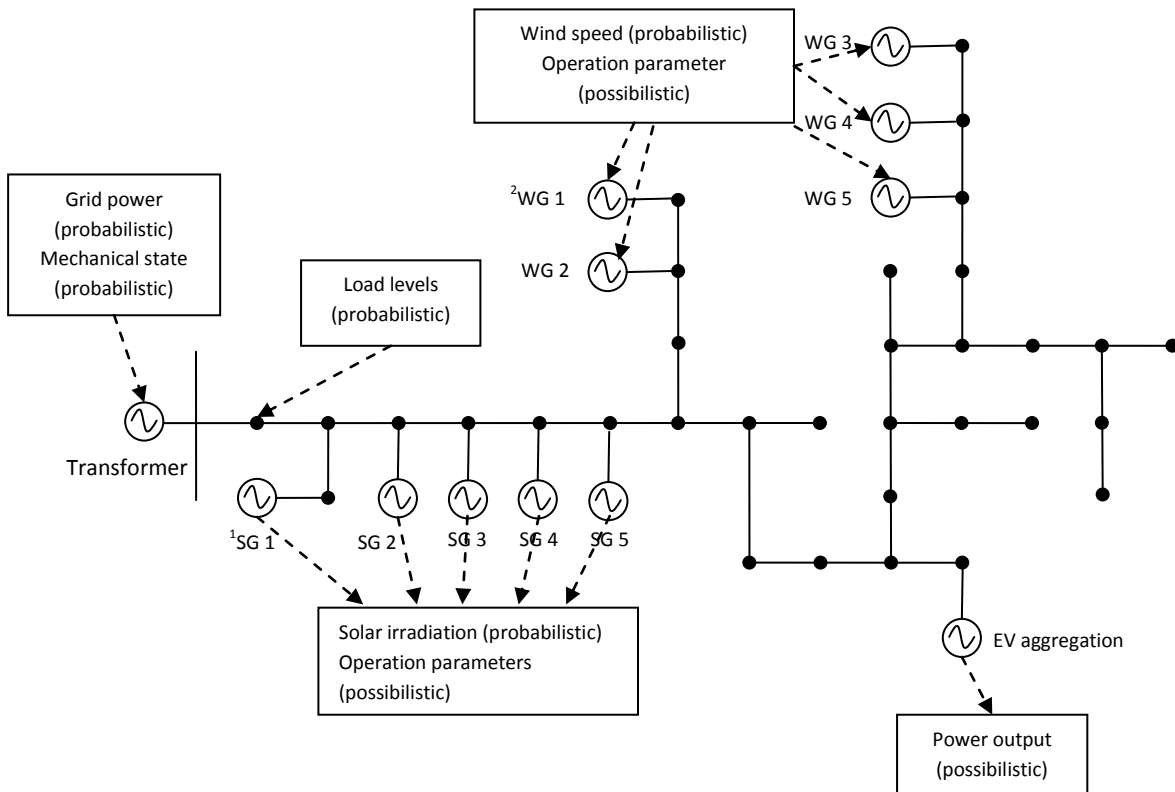 Wind speed (probabilistic)
Operation parameter
(possibilistic)
WG 3
WG 4
WG 5
²WG 1
WG 2
Grid power
(probabilistic)
Mechanical state
(probabilistic)
Load levels
(probabilistic)
Transformer
¹SG 1
SG 2
SG 3
SG 4
SG 5
Solar irradiation (probabilistic)
Operation parameters
(possibilistic)
EV aggregation
Power output
(possibilistic)